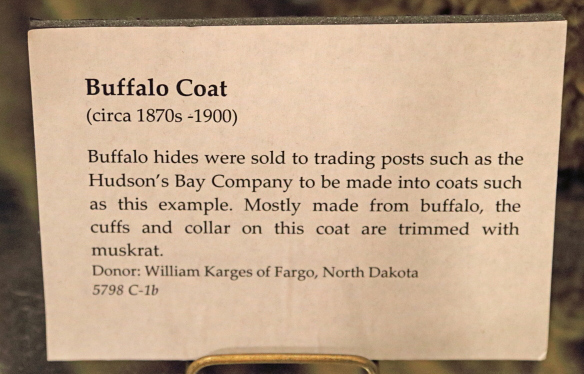 Buffalo Coat
(circa 1870s -1900)
Buffalo hides were sold to trading posts such as the
Hudson's Bay Company to be made into coats such
as this example. Mostly made from buffalo, the
cuffs and collar on this coat are trimmed with
muskrat.
Donor: William Karges of Fargo, North Dakota
5798 C-1b